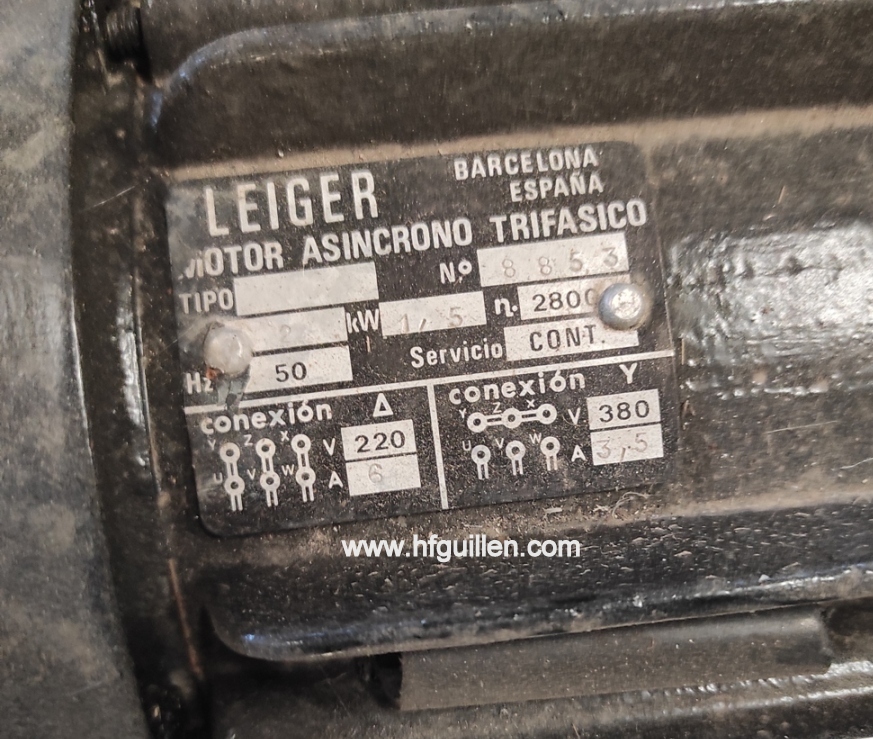 LEIGER
BARCELONA
ESPAÑA
MOTOR ASINCRONO TRIFASICO
TIPO Nº 8853
2 kW 1,5 n. 2800
Hz 50 Servicio CONT.
conexión Δ
Y Z X V 220
U V W A 6
conexión Y
Y Z X V 380
U V W A 3,5
www.hfguillen.com